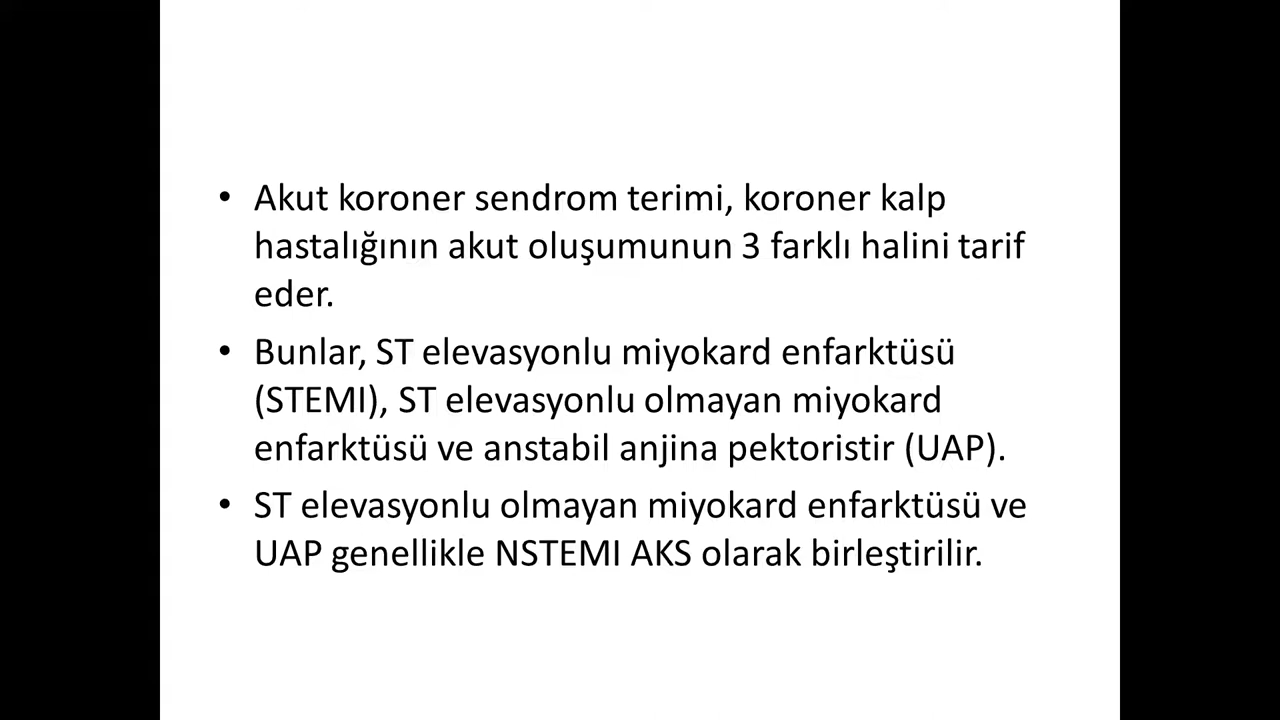 • Akut koroner sendrom terimi, koroner kalp
hastalığının akut oluşumunun 3 farklı halini tarif
eder.
• Bunlar, ST elevasyonlu miyokard enfarktüsü
(STEMI), ST elevasyonlu olmayan miyokard
enfarktüsü ve anstabil anjina pektoristir (UAP).
• ST elevasyonlu olmayan miyokard enfarktüsü ve
UAP genellikle NSTEMI AKS olarak birleştirilir.